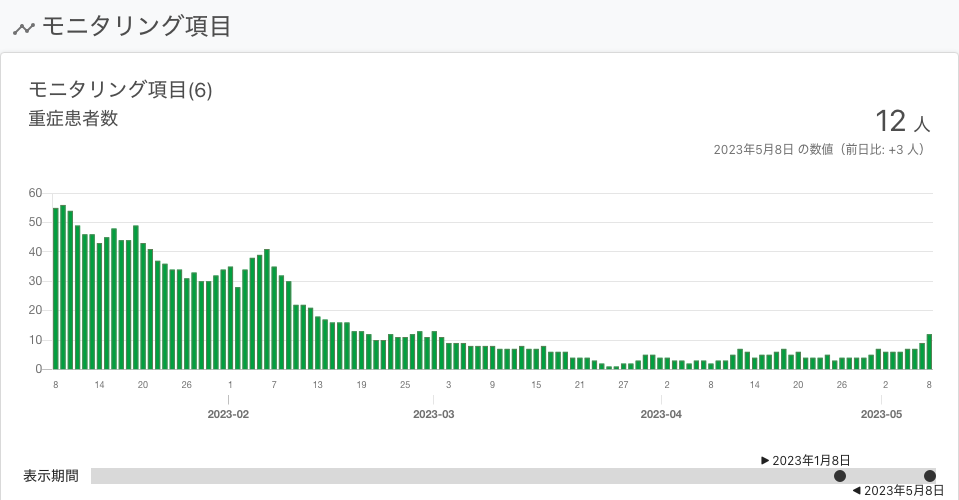 モニタリング項目
モニタリング項目(6)
重症患者数
12 人
2023年5月8日 の数値（前日比: +3 人）
60
50
40
30
20
10
0
8 14 20 26 1 7 13 19 25 3 9 15 21 27 2 8 14 20 26 2 8
2023-02 2023-03 2023-04 2023-05
表示期間
2023年1月8日
2023年5月8日